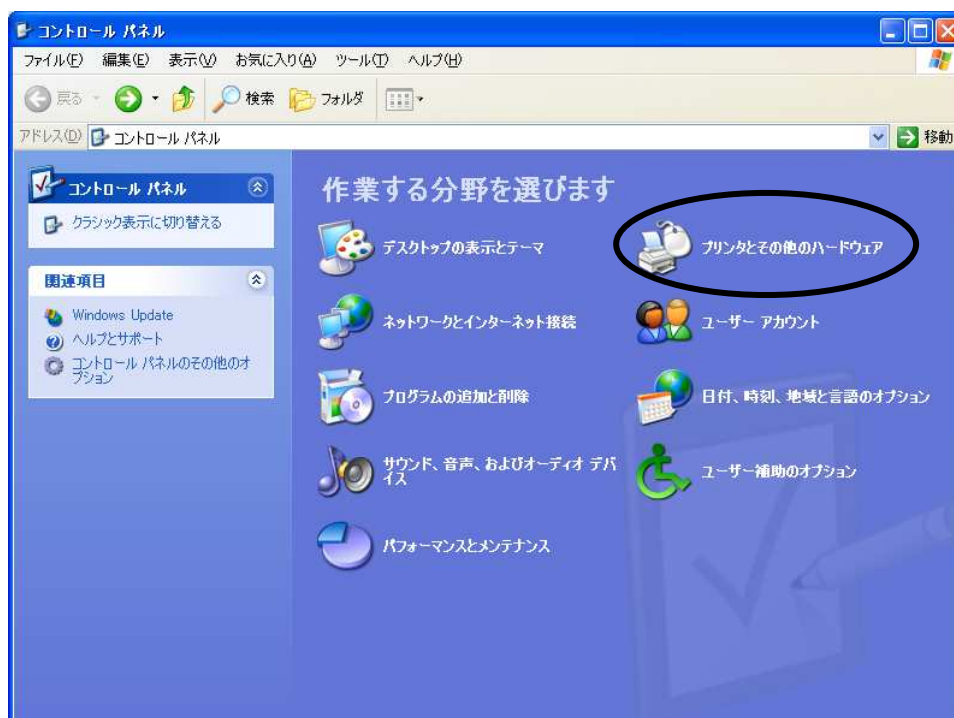 コントロール パネル
ファイル(F) 編集(E) 表示(V) お気に入り(A) ツール(T) ヘルプ(H)
戻る 検索 フォルダ
アドレス(D) コントロール パネル 移動
コントロール パネル
クラシック表示に切り替える
関連項目
Windows Update
ヘルプとサポート
コントロール パネルのその他のオ
プション
作業する分野を選びます
デスクトップの表示とテーマ
プリンタとその他のハードウェア
ネットワークとインターネット接続
ユーザー アカウント
プログラムの追加と削除
日付、時刻、地域と言語のオプション
サウンド、音声、およびオーディオ デバ
イス
ユーザー補助のオプション
パフォーマンスとメンテナンス